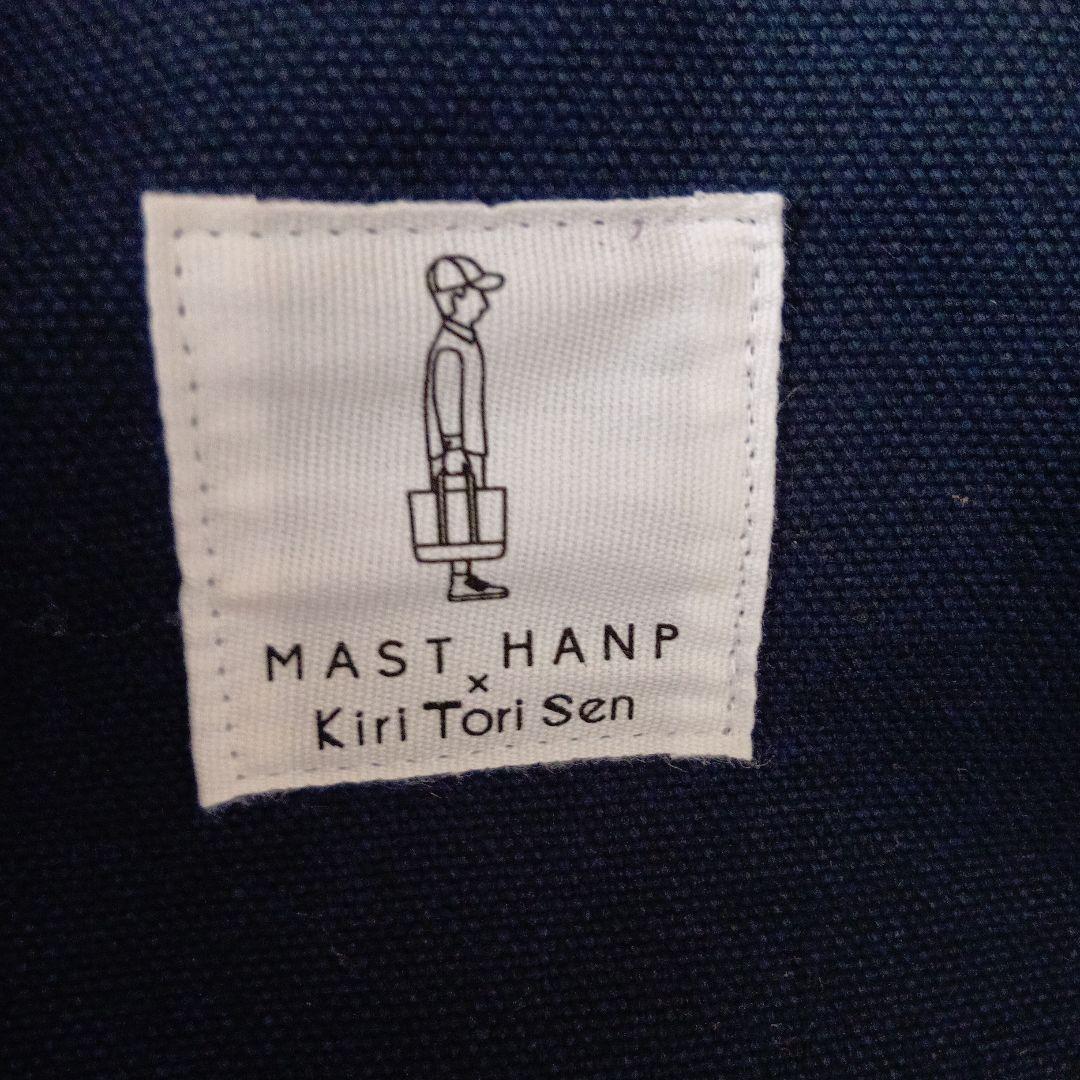 MAST HANP
×
Kiri Tori Sen